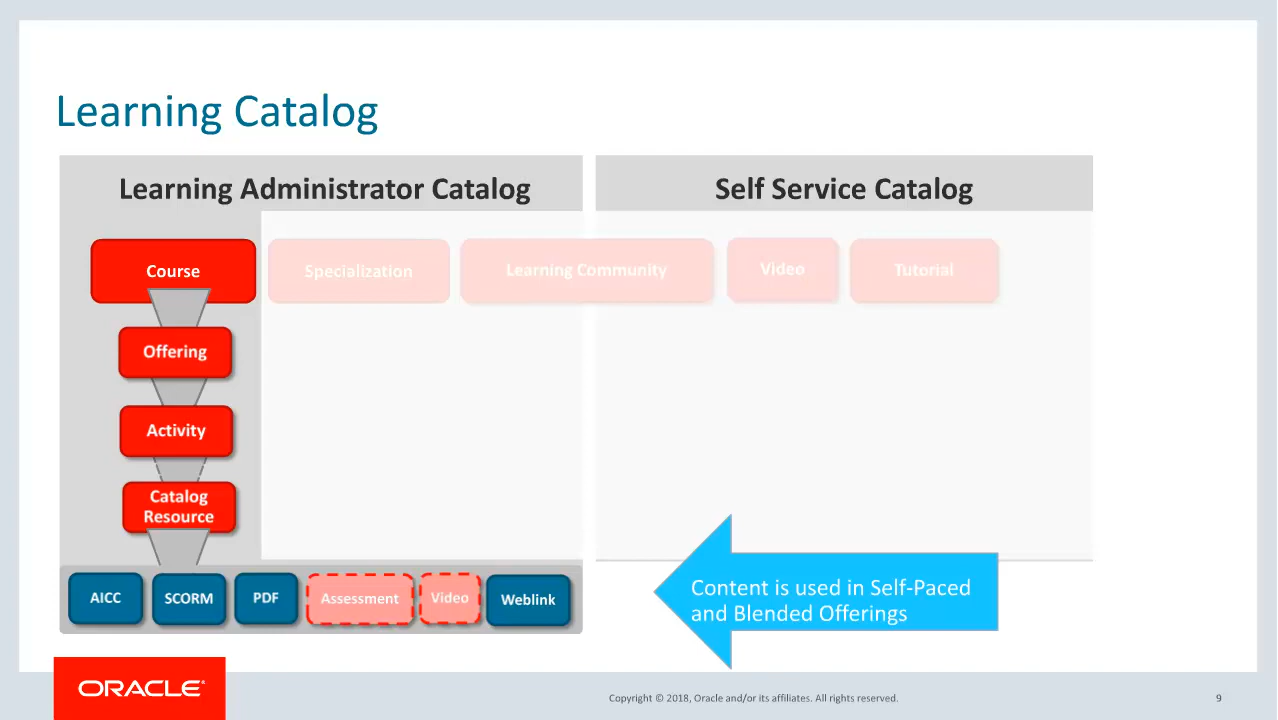 Learning Catalog
Learning Administrator Catalog
Self Service Catalog
Course
Specialization
Learning Community
Video
Tutorial
Offering
Activity
Catalog
Resource
AICC
SCORM
PDF
Assessment
Video
Weblink
Content is used in Self-Paced
and Blended Offerings
ORACLE®
Copyright © 2018, Oracle and/or its affiliates. All rights reserved.
9